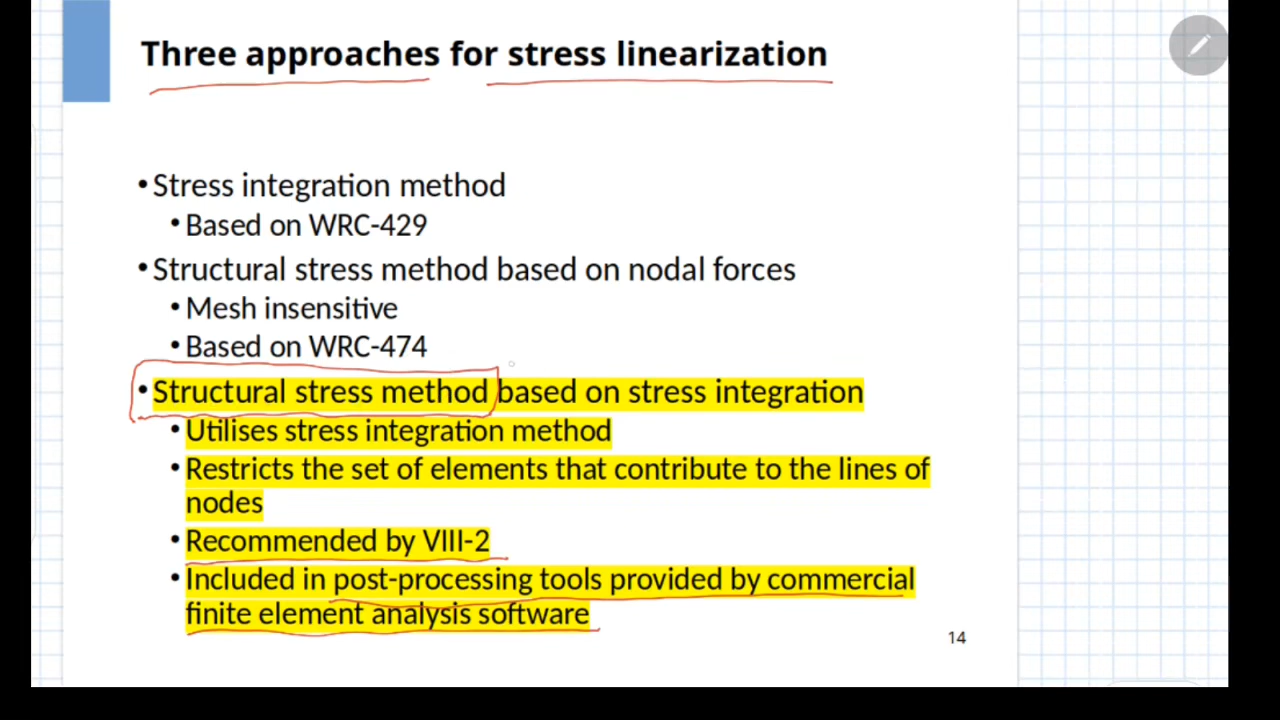 Three approaches for stress linearization
•Stress integration method
•Based on WRC-429
•Structural stress method based on nodal forces
•Mesh insensitive
•Based on WRC-474
•Structural stress method based on stress integration
•Utilises stress integration method
•Restricts the set of elements that contribute to the lines of
nodes
•Recommended by VIII-2
•Included in post-processing tools provided by commercial
finite element analysis software
14